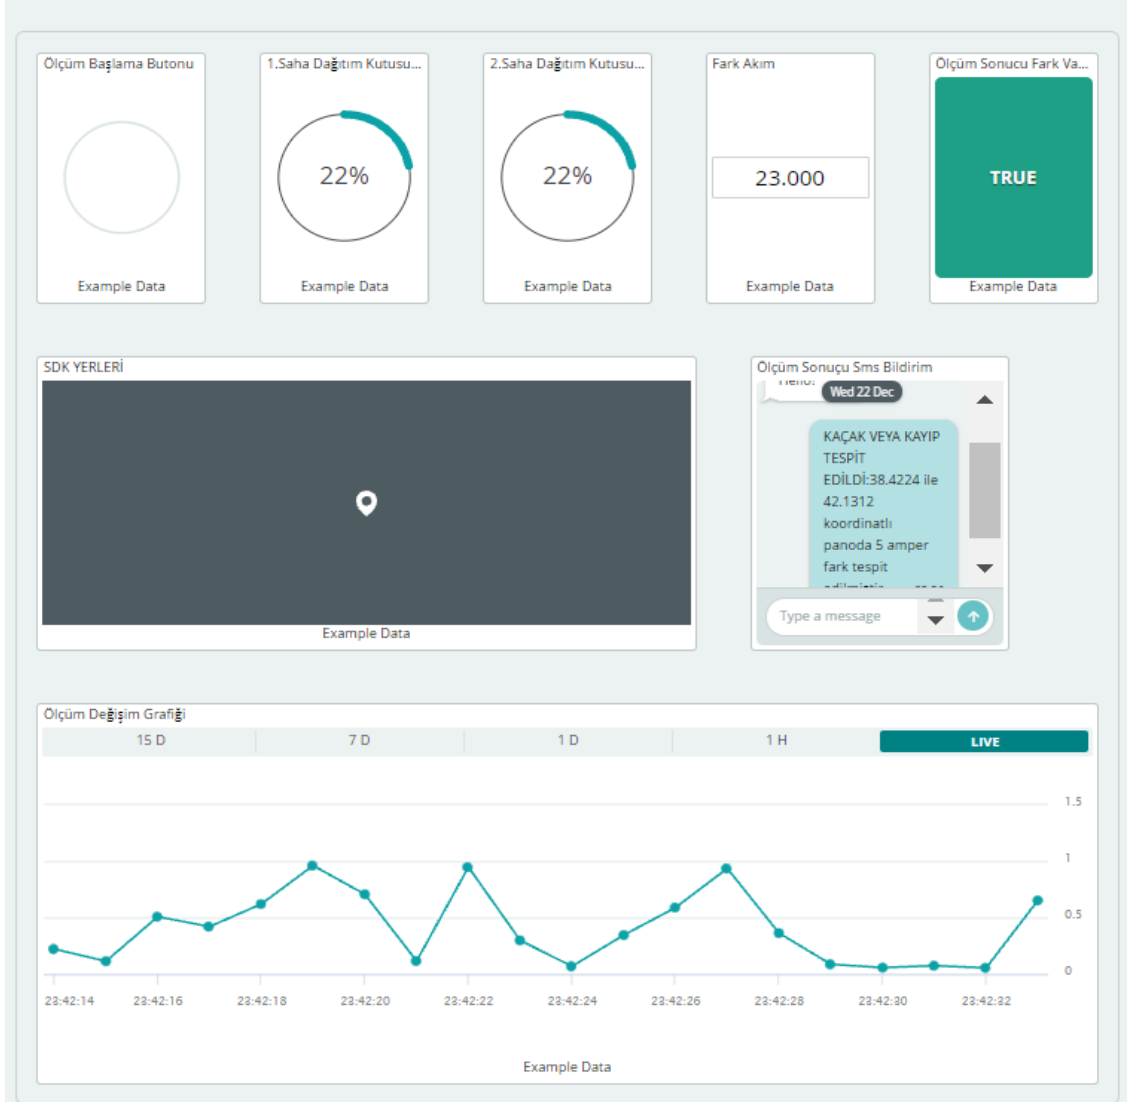 Ölçüm Başlama Butonu
1.Saha Dağıtım Kutusu...
2.Saha Dağıtım Kutusu...
Fark Akım
Ölçüm Sonucu Fark Va...
22%
22%
23.000
TRUE
Example Data
Example Data
Example Data
Example Data
Example Data
SDK YERLERİ
Example Data
Ölçüm Sonuçu Sms Bildirim
Hello!
Wed 22 Dec
KAÇAK VEYA KAYIP
TESPİT
EDİLDİ:38.4224 ile
42.1312
koordinatlı
panoda 5 amper
fark tespit
edilmiştir
Type a message
Ölçüm Değişim Grafiği
15 D
7 D
1 D
1 H
LIVE
1.5
1
0.5
0
23:42:14
23:42:16
23:42:18
23:42:20
23:42:22
23:42:24
23:42:26
23:42:28
23:42:30
23:42:32
Example Data